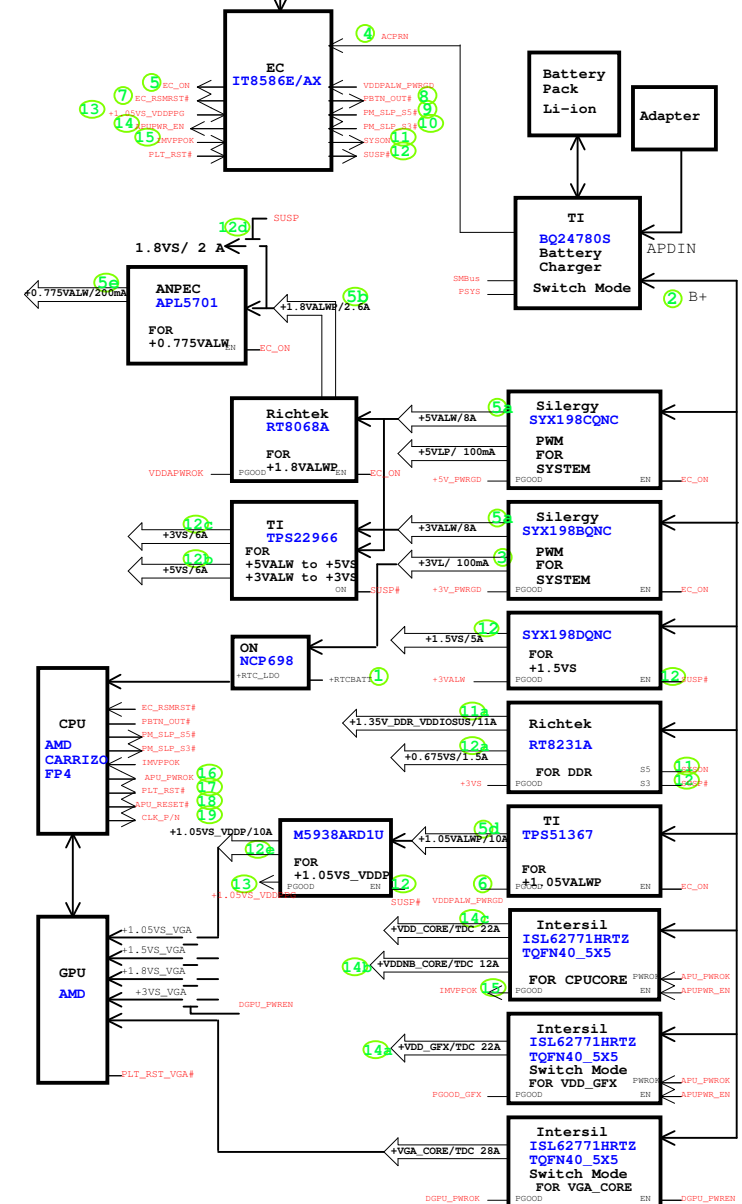 4 ACPRN
EC
IT8586E/AX
5 EC_ON
7 EC_RSMRST#
13 +1.05VS_VDDPPG
14 APUPWR_EN
15 IMVPPOK
PLT_RST#
VDDPALW_PWRGD
PBTN_OUT# 8
PM_SLP_S5# 9
PM_SLP_S3# 10
SYSON 11
SUSP# 12
Battery
Pack
Li-ion
Adapter
TI
BQ24780S
Battery
Charger
Switch Mode
APDIN
SMBus
PSYS
2 B+
12d SUSP
1.8VS/ 2 A
5e
+0.775VALW/200mA
ANPEC
APL5701
FOR
+0.775VALW
EN EC_ON
5b
+1.8VALWP/2.6A
Richtek
RT8068A
FOR
+1.8VALWP
VDDAPWROK PGOOD EN EC_ON
5a
+5VALW/8A
+5VLP/ 100mA
+5V_PWRGD
Silergy
SYX198CQNC
PWM
FOR
SYSTEM
PGOOD EN EC_ON
12c
+3VS/6A
12b
+5VS/6A
TI
TPS22966
FOR
+5VALW to +5VS
+3VALW to +3VS
ON SUSP#
5a
+3VALW/8A
+3VL/ 100mA 3
+3V_PWRGD
Silergy
SYX198BQNC
PWM
FOR
SYSTEM
PGOOD EN EC_ON
ON
NCP698
+RTC_LDO
+RTCBATT 1
12
+1.5VS/5A
+3VALW
SYX198DQNC
FOR
+1.5VS
PGOOD EN 12 SUSP#
CPU
AMD
CARRIZO
FP4
EC_RSMRST#
PBTN_OUT#
PM_SLP_S5#
PM_SLP_S3#
IMVPPOK
APU_PWROK 16
PLT_RST# 17
APU_RESET# 18
CLK_P/N 19
11a
+1.35V_DDR_VDDIOSUS/11A
12a
+0.675VS/1.5A
+3VS
Richtek
RT8231A
FOR DDR
S5 11 SYSON
PGOOD S3 12 SUSP#
+1.05VS_VDDP/10A
12e
13
+1.05VS_VDDPPG
M5938ARD1U
FOR
+1.05VS_VDDP
PGOOD EN 12
SUSP#
5d
+1.05VALWP/10A
6
VDDPALW_PWRGD
TI
TPS51367
FOR
+1.05VALWP
PGOOD EN EC_ON
GPU
AMD
+1.05VS_VGA
+1.5VS_VGA
+1.8VS_VGA
+3VS_VGA
DGPU_PWREN
PLT_RST_VGA#
14c
+VDD_CORE/TDC 22A
14b +VDDNB_CORE/TDC 12A
IMVPPOK 15
Intersil
ISL62771HRTZ
TQFN40_5X5
FOR CPUCORE
PWROK APU_PWROK
PGOOD EN APUPWR_EN
14a +VDD_GFX/TDC 22A
PGOOD_GFX
Intersil
ISL62771HRTZ
TQFN40_5X5
Switch Mode
FOR VDD_GFX
PWROK APU_PWROK
PGOOD EN APUPWR_EN
+VGA_CORE/TDC 28A
DGPU_PWROK
Intersil
ISL62771HRTZ
TQFN40_5X5
Switch Mode
FOR VGA_CORE
PGOOD EN DGPU_PWREN